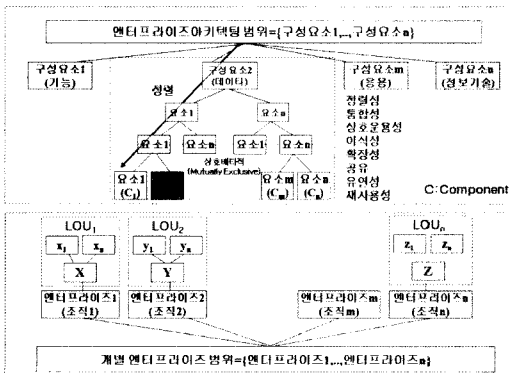 엔터프라이즈아키텍팅 범위={구성요소1,..,구성요소n}
구성요소1 (기능)
구성요소2 (데이타)
구성요소m (응용)
구성요소n (정보기술)
정렬
요소1
요소n
요소1
요소n
요소1
요소n
상호배타적
(Mutually Exclusive)
요소1 (C₁)
요소m (Cₘ)
요소n (Cₙ)
정렬성
통합성
상호운용성
이식성
확장성
공유
유연성
재사용성
C:Component
LOU₁
x₁
xₙ
X
LOU₂
y₁
yₙ
Y
LOUₙ
z₁
zₙ
Z
엔터프라이즈1 (조직1)
엔터프라이즈2 (조직2)
엔터프라이즈m (조직m)
엔터프라이즈n (조직n)
개별 엔터프라이즈 범위={엔터프라이즈1,..,엔터프라이즈n}